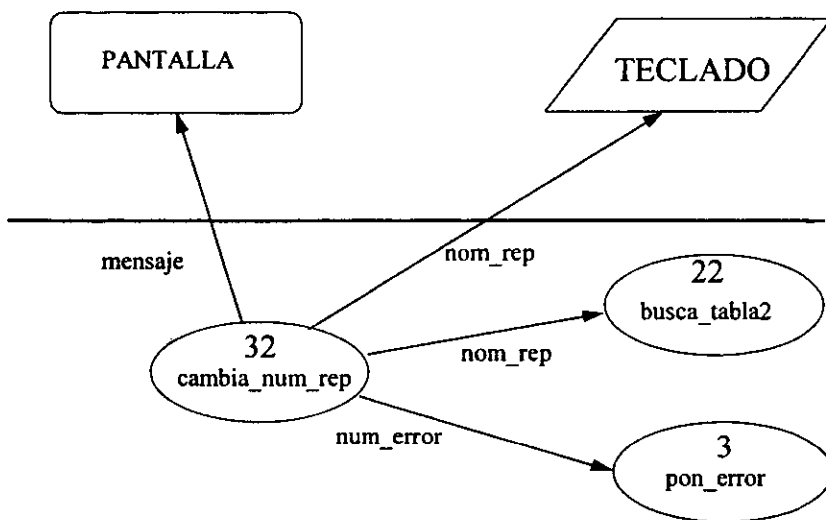 PANTALLA
TECLADO
mensaje
nom_rep
22
busca_tabla2
32
cambia_num_rep
nom_rep
num_error
3
pon_error